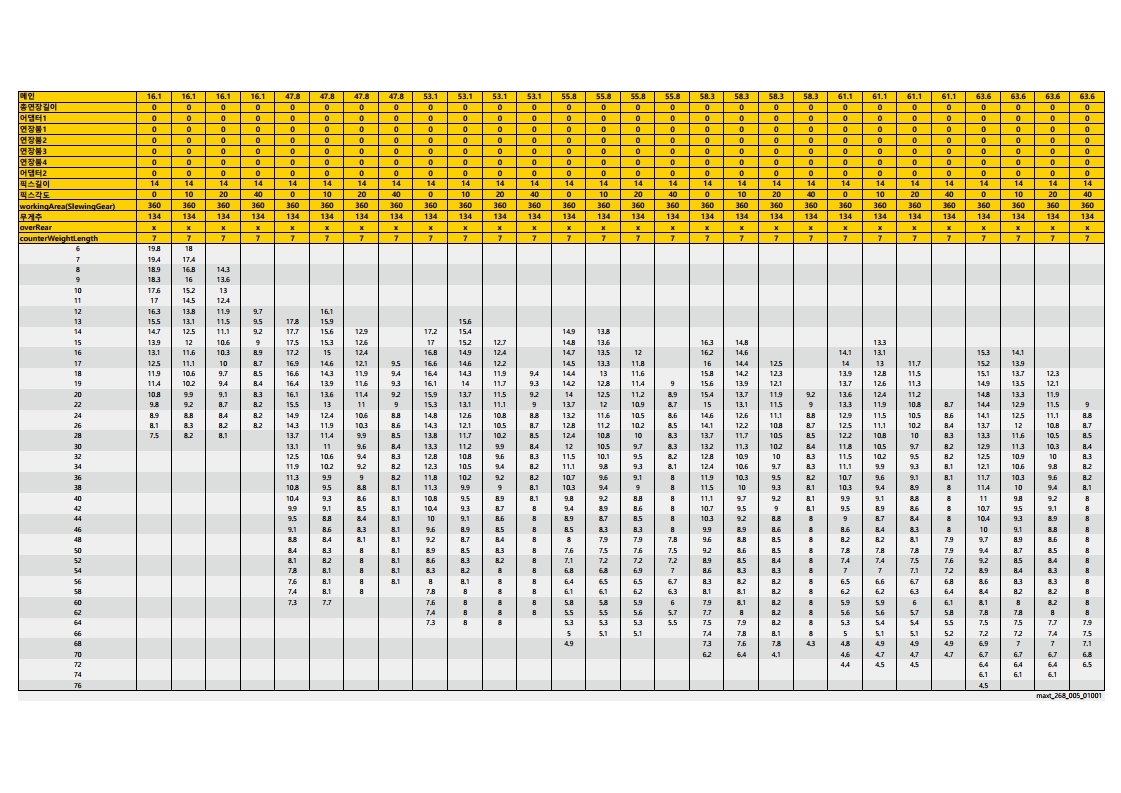 메인 16.1 16.1 16.1 16.1 47.8 47.8 47.8 47.8 53.1 53.1 53.1 53.1 55.8 55.8 55.8 55.8 58.3 58.3 58.3 58.3 61.1 61.1 61.1 61.1 63.6 63.6 63.6 63.6
총연장길이 0 0 0 0 0 0 0 0 0 0 0 0 0 0 0 0 0 0 0 0 0 0 0 0 0 0 0 0
어댑터1 0 0 0 0 0 0 0 0 0 0 0 0 0 0 0 0 0 0 0 0 0 0 0 0 0 0 0 0
연장붐1 0 0 0 0 0 0 0 0 0 0 0 0 0 0 0 0 0 0 0 0 0 0 0 0 0 0 0 0
연장붐2 0 0 0 0 0 0 0 0 0 0 0 0 0 0 0 0 0 0 0 0 0 0 0 0 0 0 0 0
연장붐3 0 0 0 0 0 0 0 0 0 0 0 0 0 0 0 0 0 0 0 0 0 0 0 0 0 0 0 0
연장붐4 0 0 0 0 0 0 0 0 0 0 0 0 0 0 0 0 0 0 0 0 0 0 0 0 0 0 0 0
어댑터2 0 0 0 0 0 0 0 0 0 0 0 0 0 0 0 0 0 0 0 0 0 0 0 0 0 0 0 0
픽스길이 14 14 14 14 14 14 14 14 14 14 14 14 14 14 14 14 14 14 14 14 14 14 14 14 14 14 14 14
픽스각도 0 10 20 40 0 10 20 40 0 10 20 40 0 10 20 40 0 10 20 40 0 10 20 40 0 10 20 40
workingArea(SlewingGear) 360 360 360 360 360 360 360 360 360 360 360 360 360 360 360 360 360 360 360 360 360 360 360 360 360 360 360 360
무게추 134 134 134 134 134 134 134 134 134 134 134 134 134 134 134 134 134 134 134 134 134 134 134 134 134 134 134 134
overRear x x x x x x x x x x x x x x x x x x x x x x x x x x x x
counterWeightLength 7 7 7 7 7 7 7 7 7 7 7 7 7 7 7 7 7 7 7 7 7 7 7 7 7 7 7 7
6 19.8 18
7 19.4 17.4
8 18.9 16.8 14.3
9 18.3 16 13.6
10 17.6 15.2 13
11 17 14.5 12.4
12 16.3 13.8 11.9 9.7 16.1
13 15.5 13.1 11.5 9.5 17.8 15.9 15.6
14 14.7 12.5 11.1 9.2 17.7 15.6 12.9 17.2 15.4 14.9 13.8
15 13.9 12 10.6 9 17.5 15.3 12.6 17 15.2 12.7 14.8 13.6 16.3 14.8 13.3
16 13.1 11.6 10.3 8.9 17.2 15 12.4 16.8 14.9 12.4 14.7 13.5 12 16.2 14.6 14.1 13.1 15.3 14.1
17 12.5 11.1 10 8.7 16.9 14.6 12.1 9.5 16.6 14.6 12.2 14.5 13.3 11.8 16 14.4 12.5 14 13 11.7 15.2 13.9
18 11.9 10.6 9.7 8.5 16.6 14.3 11.9 9.4 16.4 14.3 11.9 9.4 14.4 13 11.6 15.8 14.2 12.3 13.9 12.8 11.5 15.1 13.7 12.3
19 11.4 10.2 9.4 8.4 16.4 13.9 11.6 9.3 16.1 14 11.7 9.3 14.2 12.8 11.4 9 15.6 13.9 12.1 13.7 12.6 11.3 14.9 13.5 12.1
20 10.8 9.9 9.1 8.3 16.1 13.6 11.4 9.2 15.9 13.7 11.5 9.2 14 12.5 11.2 8.9 15.4 13.7 11.9 9.2 13.6 12.4 11.2 14.8 13.3 11.9
22 9.8 9.2 8.7 8.2 15.5 13 11 9 15.3 13.1 11.1 9 13.7 12 10.9 8.7 15 13.1 11.5 9 13.3 11.9 10.8 8.7 14.4 12.9 11.5 9
24 8.9 8.8 8.4 8.2 14.9 12.4 10.6 8.8 14.8 12.6 10.8 8.8 13.2 11.6 10.5 8.6 14.6 12.6 11.1 8.8 12.9 11.5 10.5 8.6 14.1 12.5 11.1 8.8
26 8.1 8.3 8.2 8.2 14.3 11.9 10.3 8.6 14.3 12.1 10.5 8.7 12.8 11.2 10.2 8.5 14.1 12.2 10.8 8.7 12.5 11.1 10.2 8.4 13.7 12 10.8 8.7
28 7.5 8.2 8.1 13.7 11.4 9.9 8.5 13.8 11.7 10.2 8.5 12.4 10.8 10 8.3 13.7 11.7 10.5 8.5 12.2 10.8 10 8.3 13.3 11.6 10.5 8.5
30 13.1 11 9.6 8.4 13.3 11.2 9.9 8.4 12 10.5 9.7 8.3 13.2 11.3 10.2 8.4 11.8 10.5 9.7 8.2 12.9 11.3 10.3 8.4
32 12.5 10.6 9.4 8.3 12.8 10.8 9.6 8.3 11.5 10.1 9.5 8.2 12.8 10.9 10 8.3 11.5 10.2 9.5 8.2 12.5 10.9 10 8.3
34 11.9 10.2 9.2 8.2 12.3 10.5 9.4 8.2 11.1 9.8 9.3 8.1 12.4 10.6 9.7 8.3 11.1 9.9 9.3 8.1 12.1 10.6 9.8 8.2
36 11.3 9.9 9 8.2 11.8 10.2 9.2 8.2 10.7 9.6 9.1 8 11.9 10.3 9.5 8.2 10.7 9.6 9.1 8.1 11.7 10.3 9.6 8.2
38 10.8 9.5 8.8 8.1 11.3 9.9 9 8.1 10.3 9.4 9 8 11.5 10 9.3 8.2 10.3 9.4 8.9 8 11.4 10 9.4 8.1
40 10.4 9.3 8.6 8.1 10.8 9.5 8.9 8.1 9.8 9.2 8.8 8 11.1 9.7 9.2 8.1 9.9 9.1 8.8 8 11 9.8 9.2 8
42 9.9 9.1 8.5 8.1 10.4 9.3 8.7 8 9.4 8.9 8.6 8 10.7 9.5 9 8.1 9.5 8.9 8.6 8 10.7 9.5 9.1 8
44 9.5 8.8 8.4 8.1 10 9.1 8.6 8 8.9 8.7 8.5 8 10.3 9.2 8.8 8 9 8.7 8.4 8 10.4 9.3 8.9 8
46 9.1 8.6 8.3 8.1 9.6 8.9 8.5 8 8.5 8.3 8.3 8 9.9 8.9 8.6 8 8.6 8.4 8.3 8 10 9.1 8.8 8
48 8.8 8.4 8.1 8.1 9.2 8.7 8.4 8 8 7.9 7.9 7.8 9.6 8.8 8.5 8 8.2 8.2 8.1 7.9 9.7 8.9 8.6 8
50 8.4 8.3 8 8.1 8.9 8.5 8.3 8 7.6 7.5 7.5 7.5 9.2 8.6 8.5 8 7.8 7.8 7.8 7.9 9.4 8.7 8.5 8
52 8.1 8.2 8 8.1 8.6 8.3 8.2 8 7.1 7.2 7.2 7.2 8.9 8.5 8.4 8 7.4 7.4 7.5 7.6 9.2 8.5 8.4 8
54 7.8 8.1 8 8.1 8.3 8.2 8 8 6.8 6.8 6.9 7 8.6 8.3 8.3 8 7 7 7.1 7.2 8.9 8.4 8.3 8
56 7.6 8.1 8 8.1 8 8.1 8 8 6.4 6.5 6.5 6.7 8.3 8.2 8.2 8 6.5 6.6 6.7 6.8 8.6 8.3 8.3 8
58 7.4 8.1 8 7.8 8 8 8 6.1 6.1 6.2 6.3 8.1 8.2 8.2 8 6.2 6.2 6.3 6.4 8.4 8.2 8.2 8
60 7.3 7.7 7.6 8 8 8 5.8 5.8 5.9 6 7.9 8.1 8.2 8 5.9 5.9 6 6.1 8.1 8 8.2 8
62 7.4 8 8 8 5.5 5.5 5.6 5.7 7.7 8 8.2 8 5.6 5.6 5.7 5.8 7.8 7.8 8 8
64 7.3 8 8 5.3 5.3 5.3 5.5 7.5 7.9 8.2 8 5.3 5.4 5.4 5.5 7.5 7.5 7.7 7.9
66 5 5.1 5.1 7.4 7.8 8.1 8 5 5.1 5.1 5.2 7.2 7.2 7.4 7.5
68 4.9 7.3 7.6 7.8 4.3 4.8 4.9 4.9 4.9 6.9 7 7 7.1
70 6.2 6.4 4.1 4.6 4.7 4.7 4.7 6.7 6.7 6.7 6.8
72 4.4 4.5 4.5 6.4 6.4 6.4 6.5
74 6.1 6.1 6.1
76 4.5
maxt_268_005_01001